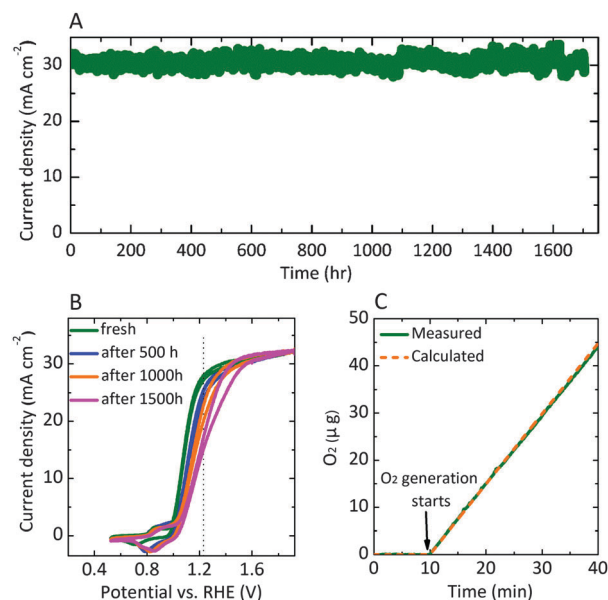 A
Current density (mA cm⁻²)
30
20
10
0
0 200 400 600 800 1000 1200 1400 1600
Time (hr)
B
Current density (mA cm⁻²)
fresh
after 500 h
after 1000h
after 1500h
30
20
10
0
0.4 0.8 1.2 1.6
Potential vs. RHE (V)
C
O₂ (μ g)
Measured
Calculated
O₂ generation
starts
50
40
30
20
10
0
0 10 20 30 40
Time (min)